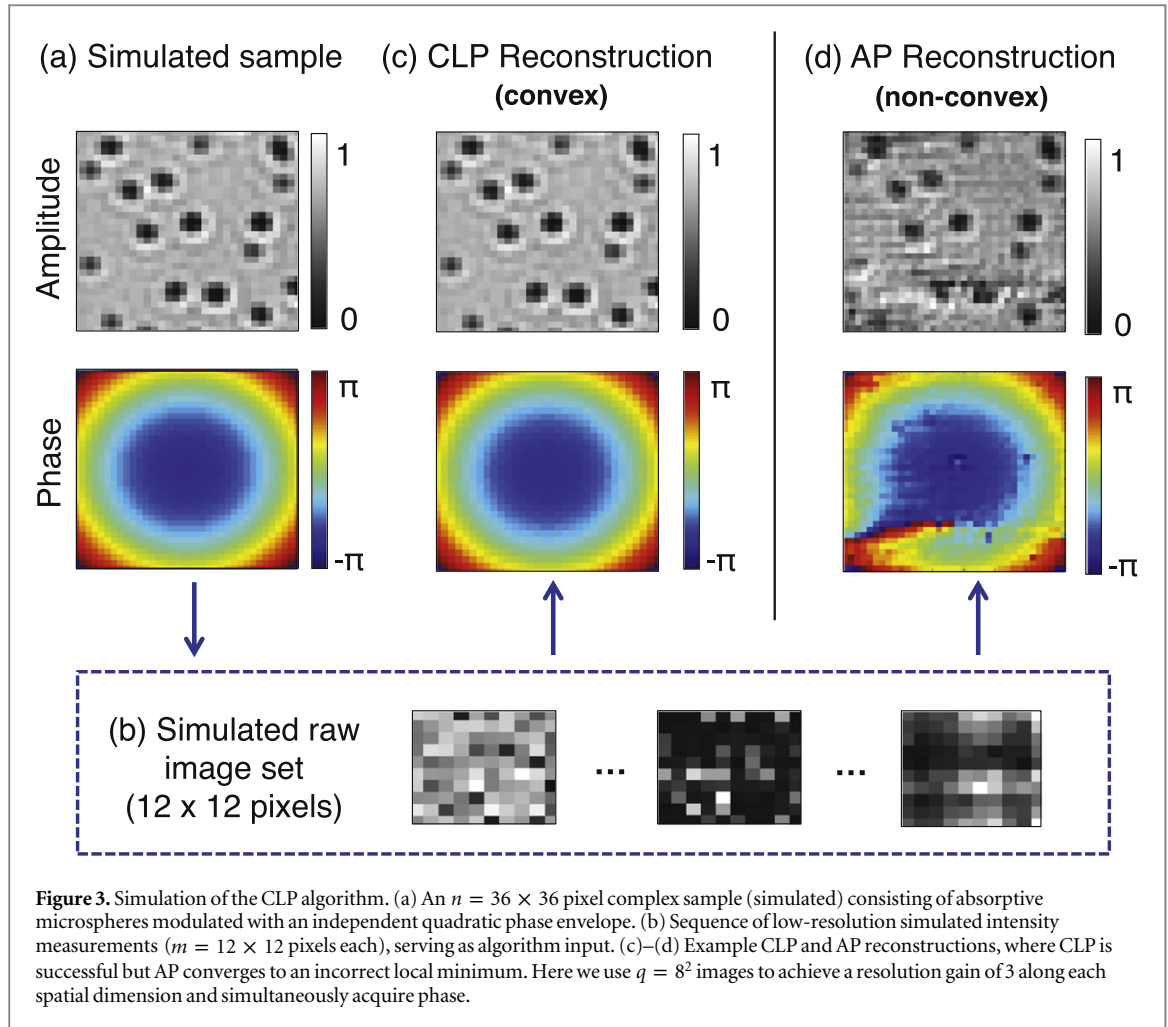 (a) Simulated sample
(c) CLP Reconstruction
(convex)
(d) AP Reconstruction
(non-convex)
Amplitude
1
0
1
0
1
0
Phase
π
-π
π
-π
π
-π
(b) Simulated raw
image set
(12 x 12 pixels)
...
...
Figure 3. Simulation of the CLP algorithm. (a) An n = 36 × 36 pixel complex sample (simulated) consisting of absorptive
microspheres modulated with an independent quadratic phase envelope. (b) Sequence of low-resolution simulated intensity
measurements (m = 12 × 12 pixels each), serving as algorithm input. (c)–(d) Example CLP and AP reconstructions, where CLP is
successful but AP converges to an incorrect local minimum. Here we use q = 8² images to achieve a resolution gain of 3 along each
spatial dimension and simultaneously acquire phase.